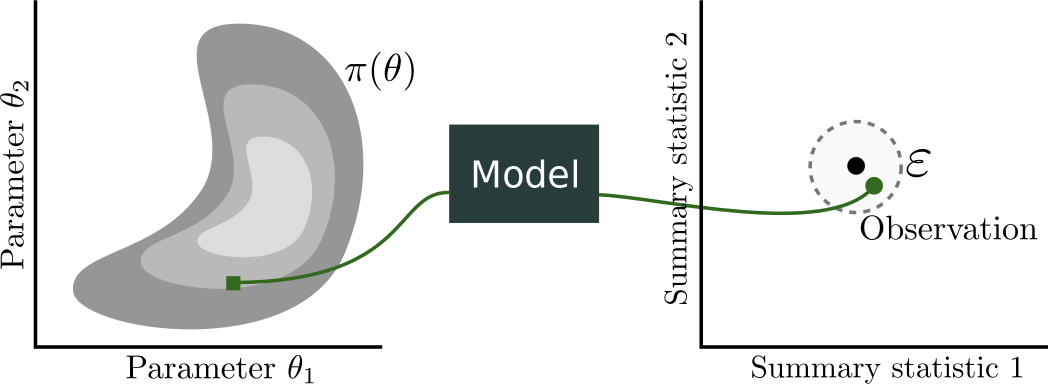 Parameter θ₂
π(θ)
Parameter θ₁
Model
Summary statistic 2
ε
Observation
Summary statistic 1